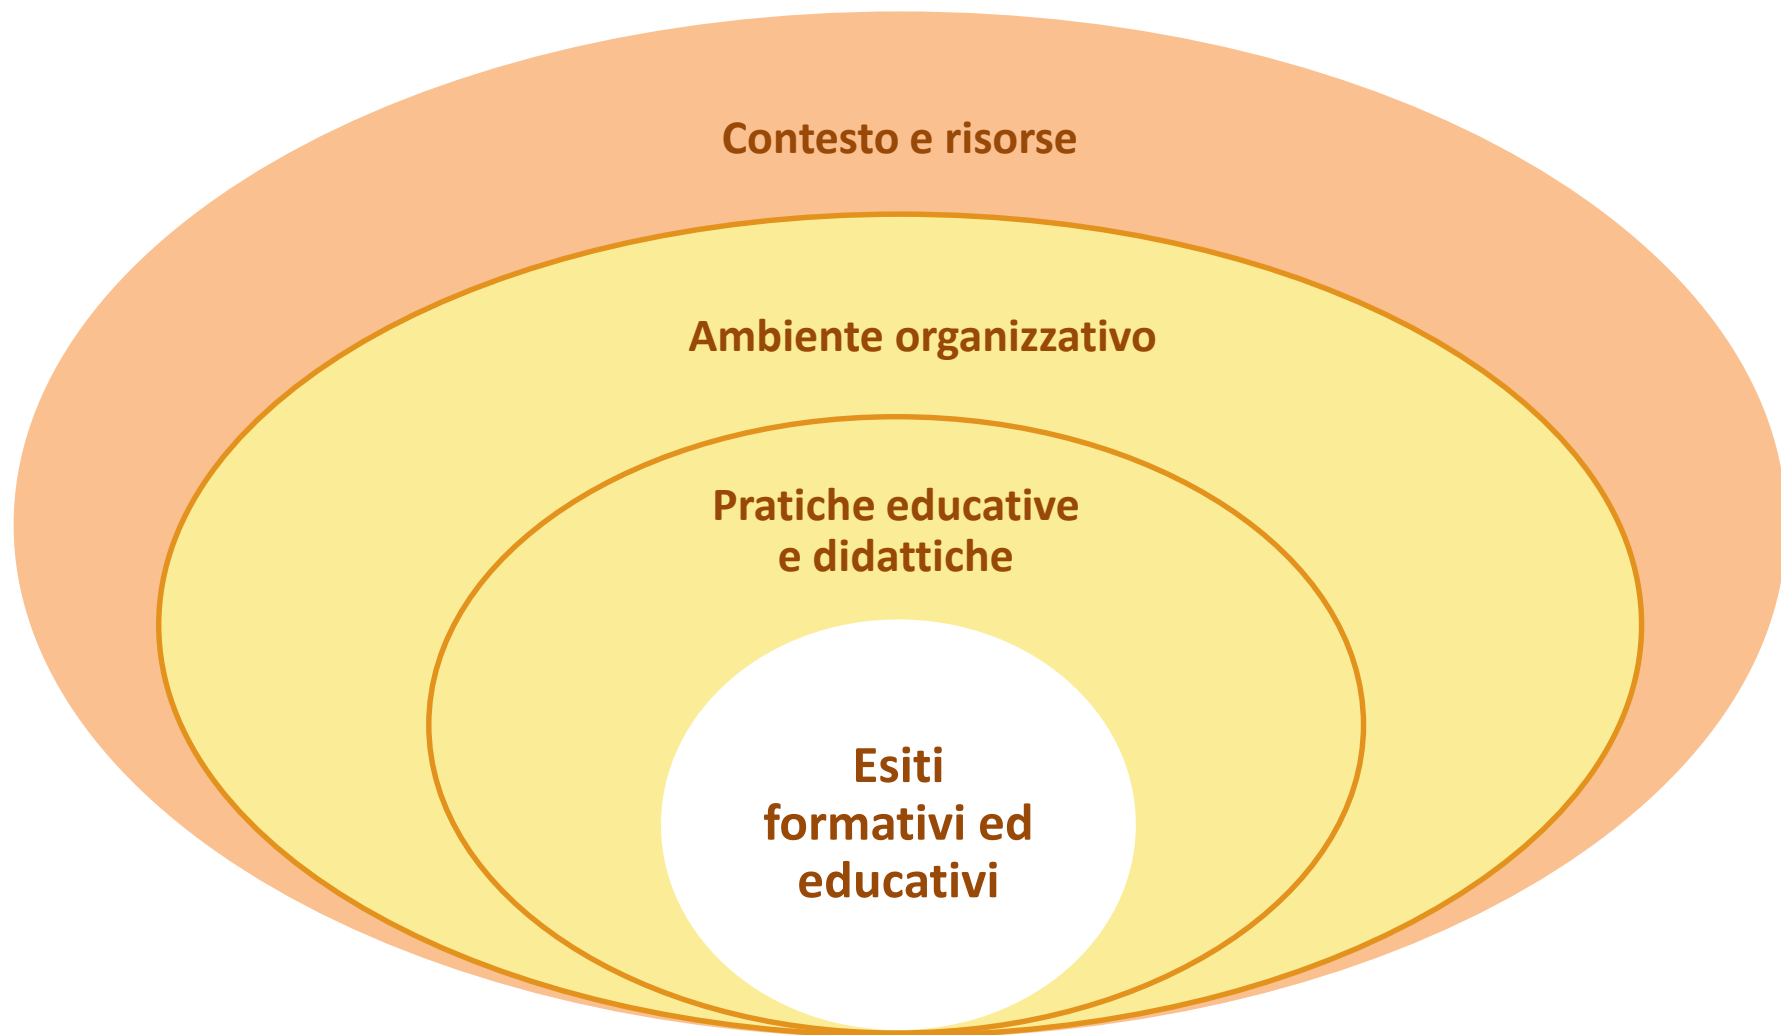 Contesto e risorse
Ambiente organizzativo
Pratiche educative
e didattiche
Esiti
formativi ed
educativi